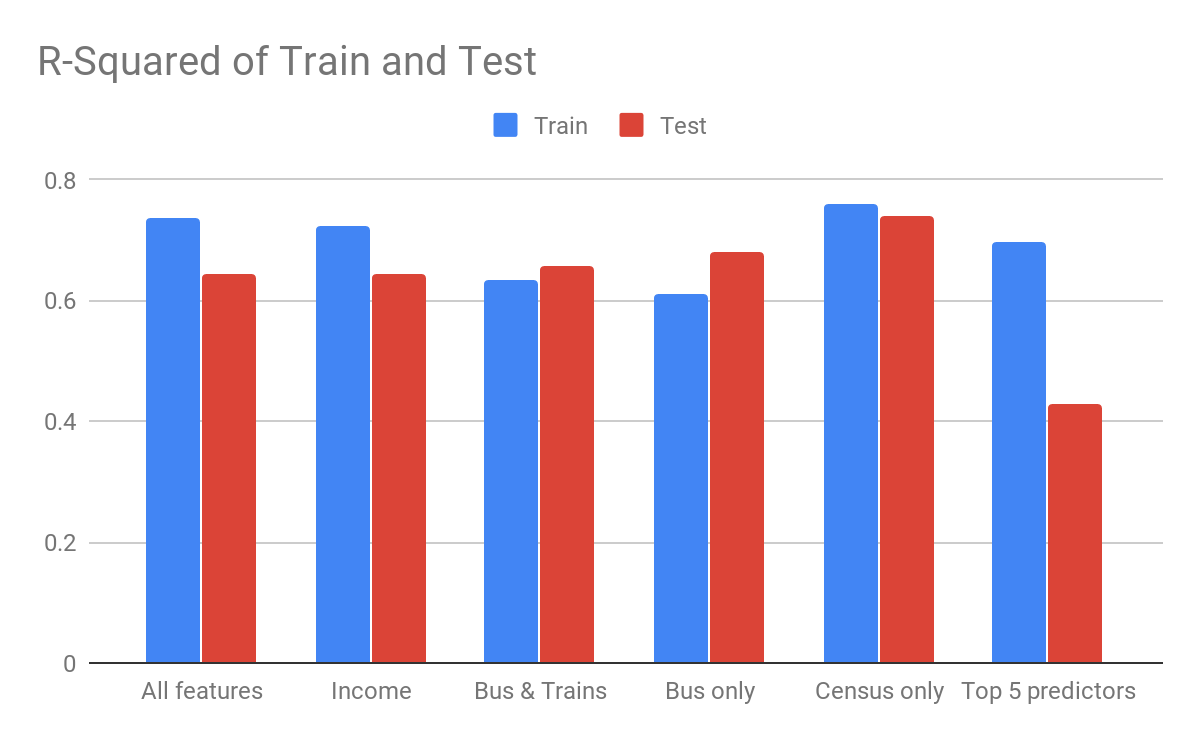 R-Squared of Train and Test
Train Test
0.8
0.6
0.4
0.2
0
All features Income Bus & Trains Bus only Census only Top 5 predictors